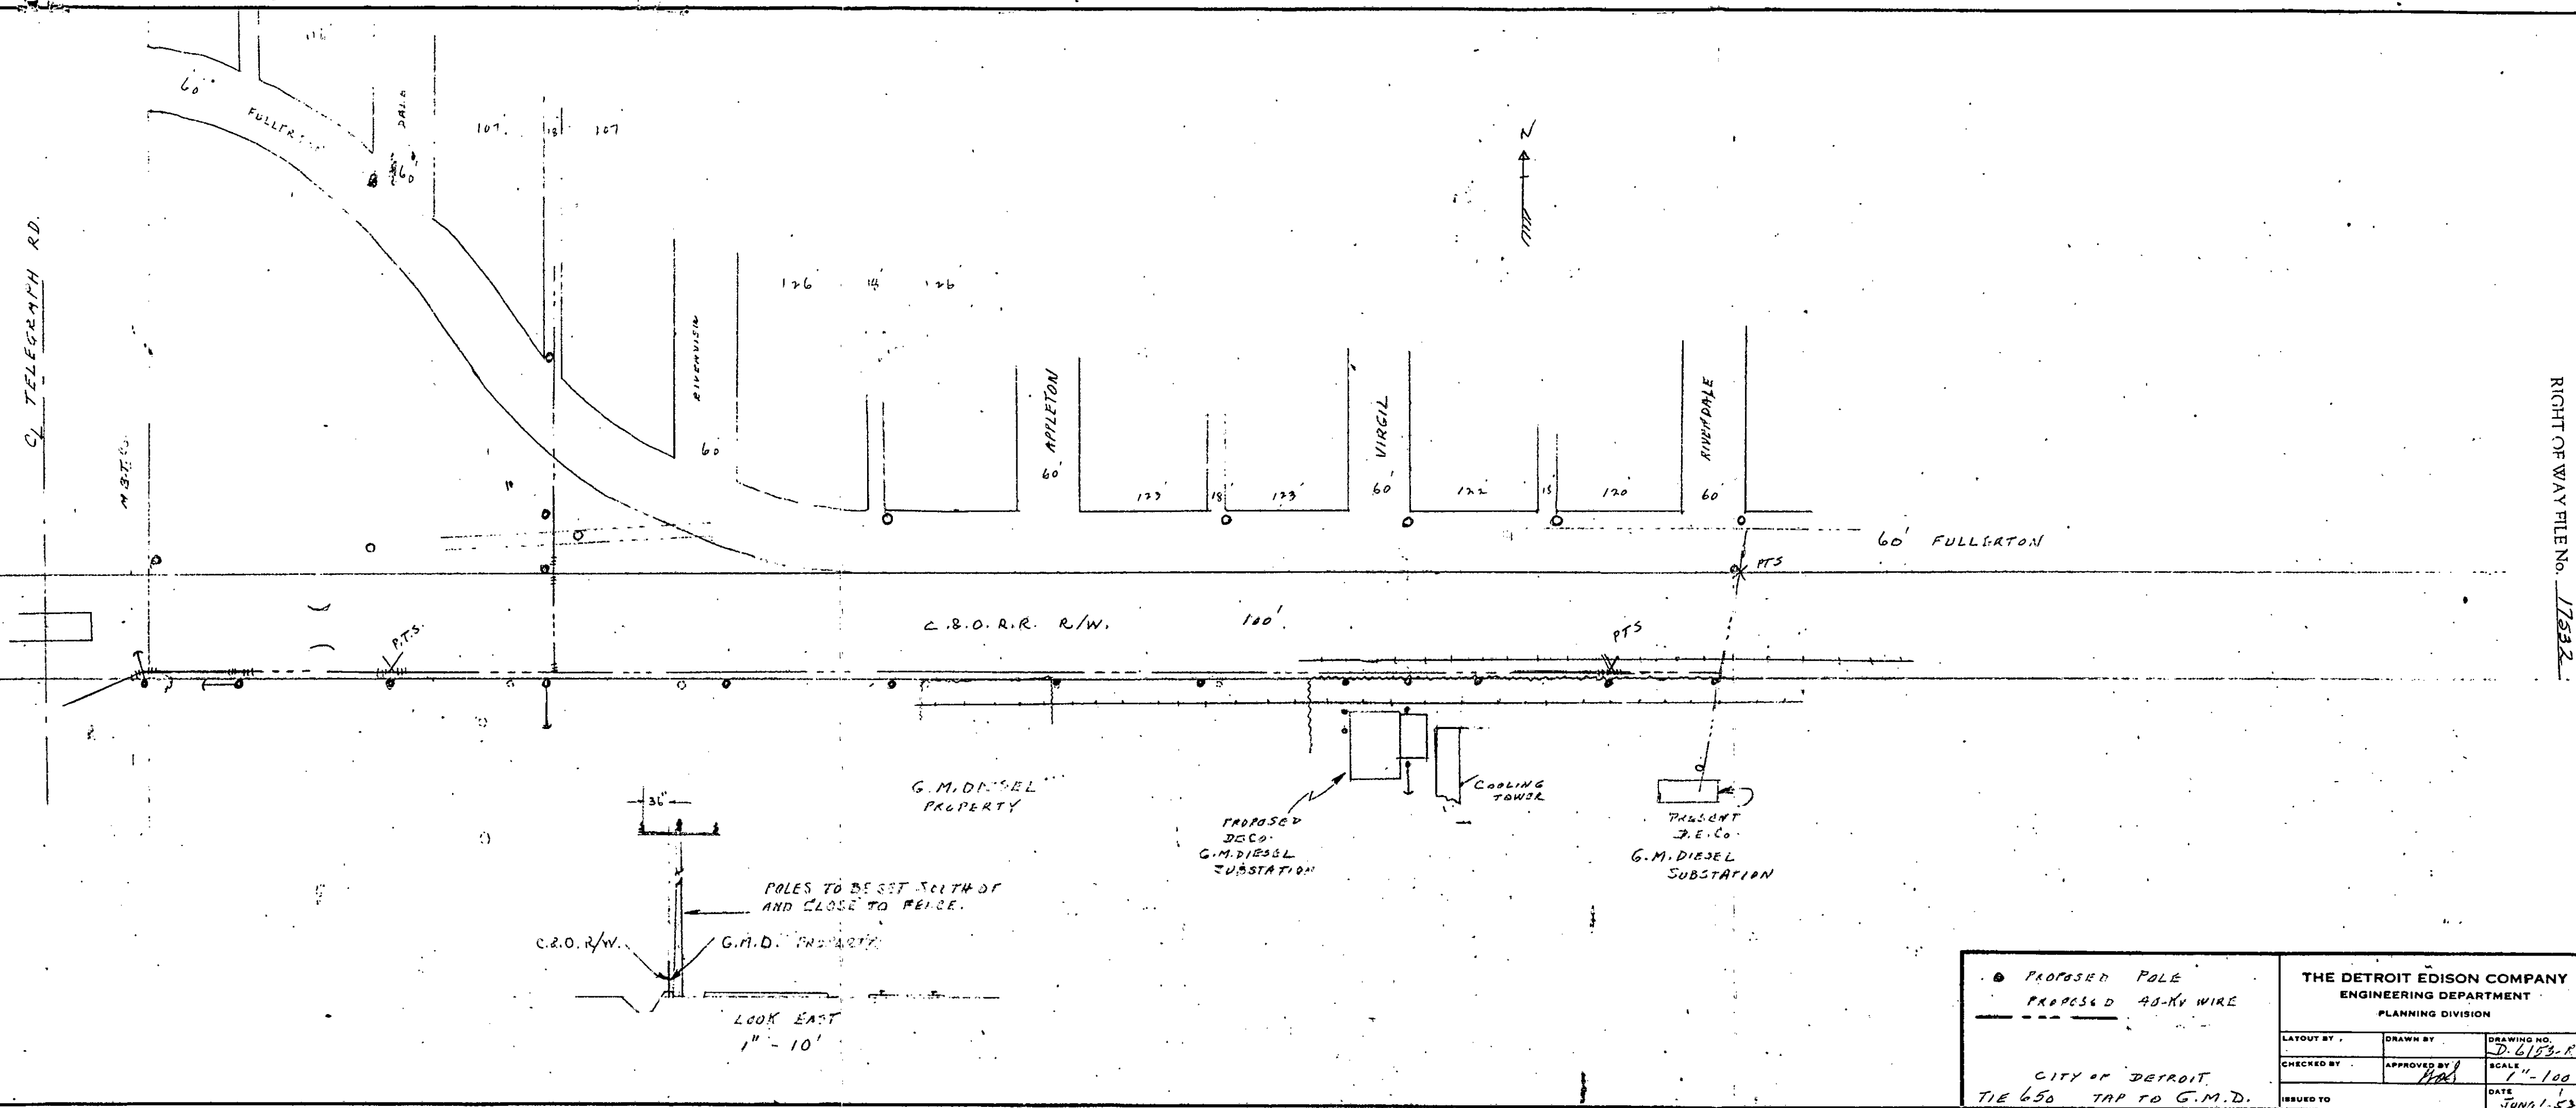 60'
FULLERTON
DALE
60'
107'
18'
107
C/L TELEGRAPH RD.
126'
126'
60
60' APPLETON
123'
18'
123'
VIRGIL
60'
122'
120'
60'
60' FULLERTON
PTS
C.&O.R.R. R/W.
100'
P.T.S.
PTS
N
RIGHT OF WAY FILE No. 17532
G.M. DIESEL
PROPERTY
COOLING
TOWER
PROPOSED
DECO.
G.M. DIESEL
SUBSTATION
PRESENT
D.E.Co.
G.M. DIESEL
SUBSTATION
36"
POLES TO BE SET SOUTH OF
AND CLOSE TO FENCE.
C.&O. R/W.
G.M.D. PROPERTY
LOOK EAST
1" - 10'
PROPOSED POLE
PROPOSED 40-KV WIRE
CITY OF DETROIT
TIE 650 TAP TO G.M.D.
THE DETROIT EDISON COMPANY
ENGINEERING DEPARTMENT
PLANNING DIVISION
LAYOUT BY
DRAWN BY
DRAWING NO.
D-6153-R
CHECKED BY
APPROVED BY
SCALE
1"-100
ISSUED TO
DATE
JUNE 1-53